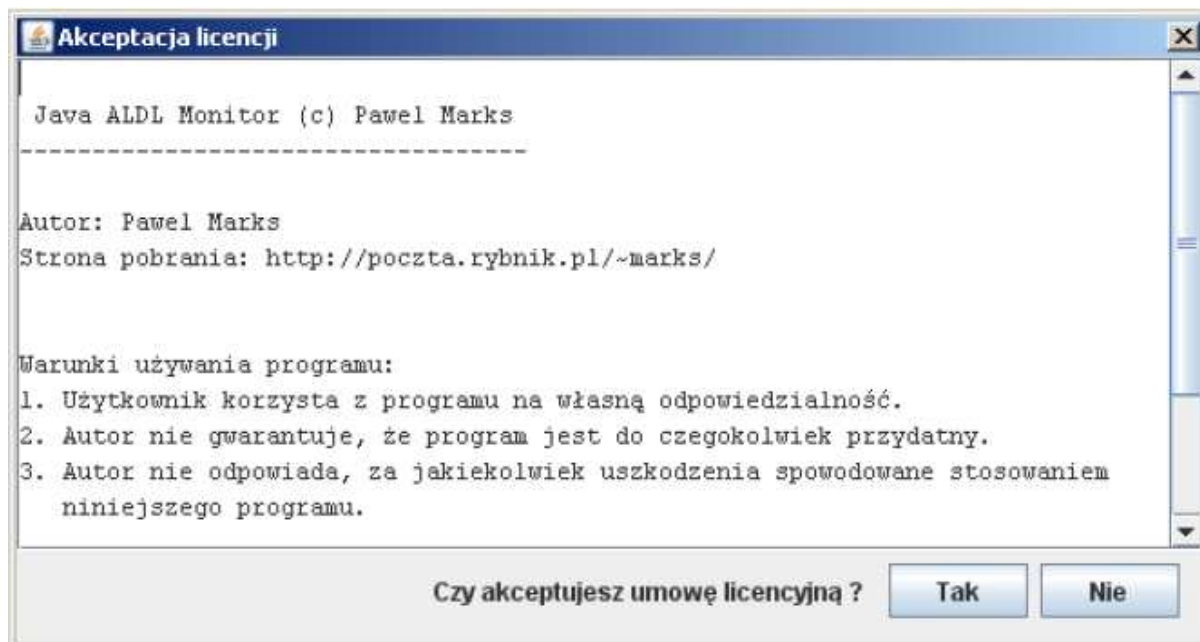 Akceptacja licencji
Java ALDL Monitor (c) Pawel Marks
-----------------------------------
Autor: Pawel Marks
Strona pobrania: http://poczta.rybnik.pl/~marks/
Warunki używania programu:
1. Użytkownik korzysta z programu na własną odpowiedzialność.
2. Autor nie gwarantuje, że program jest do czegokolwiek przydatny.
3. Autor nie odpowiada, za jakiekolwiek uszkodzenia spowodowane stosowaniem
niniejszego programu.
Czy akceptujesz umowę licencyjną ? Tak Nie